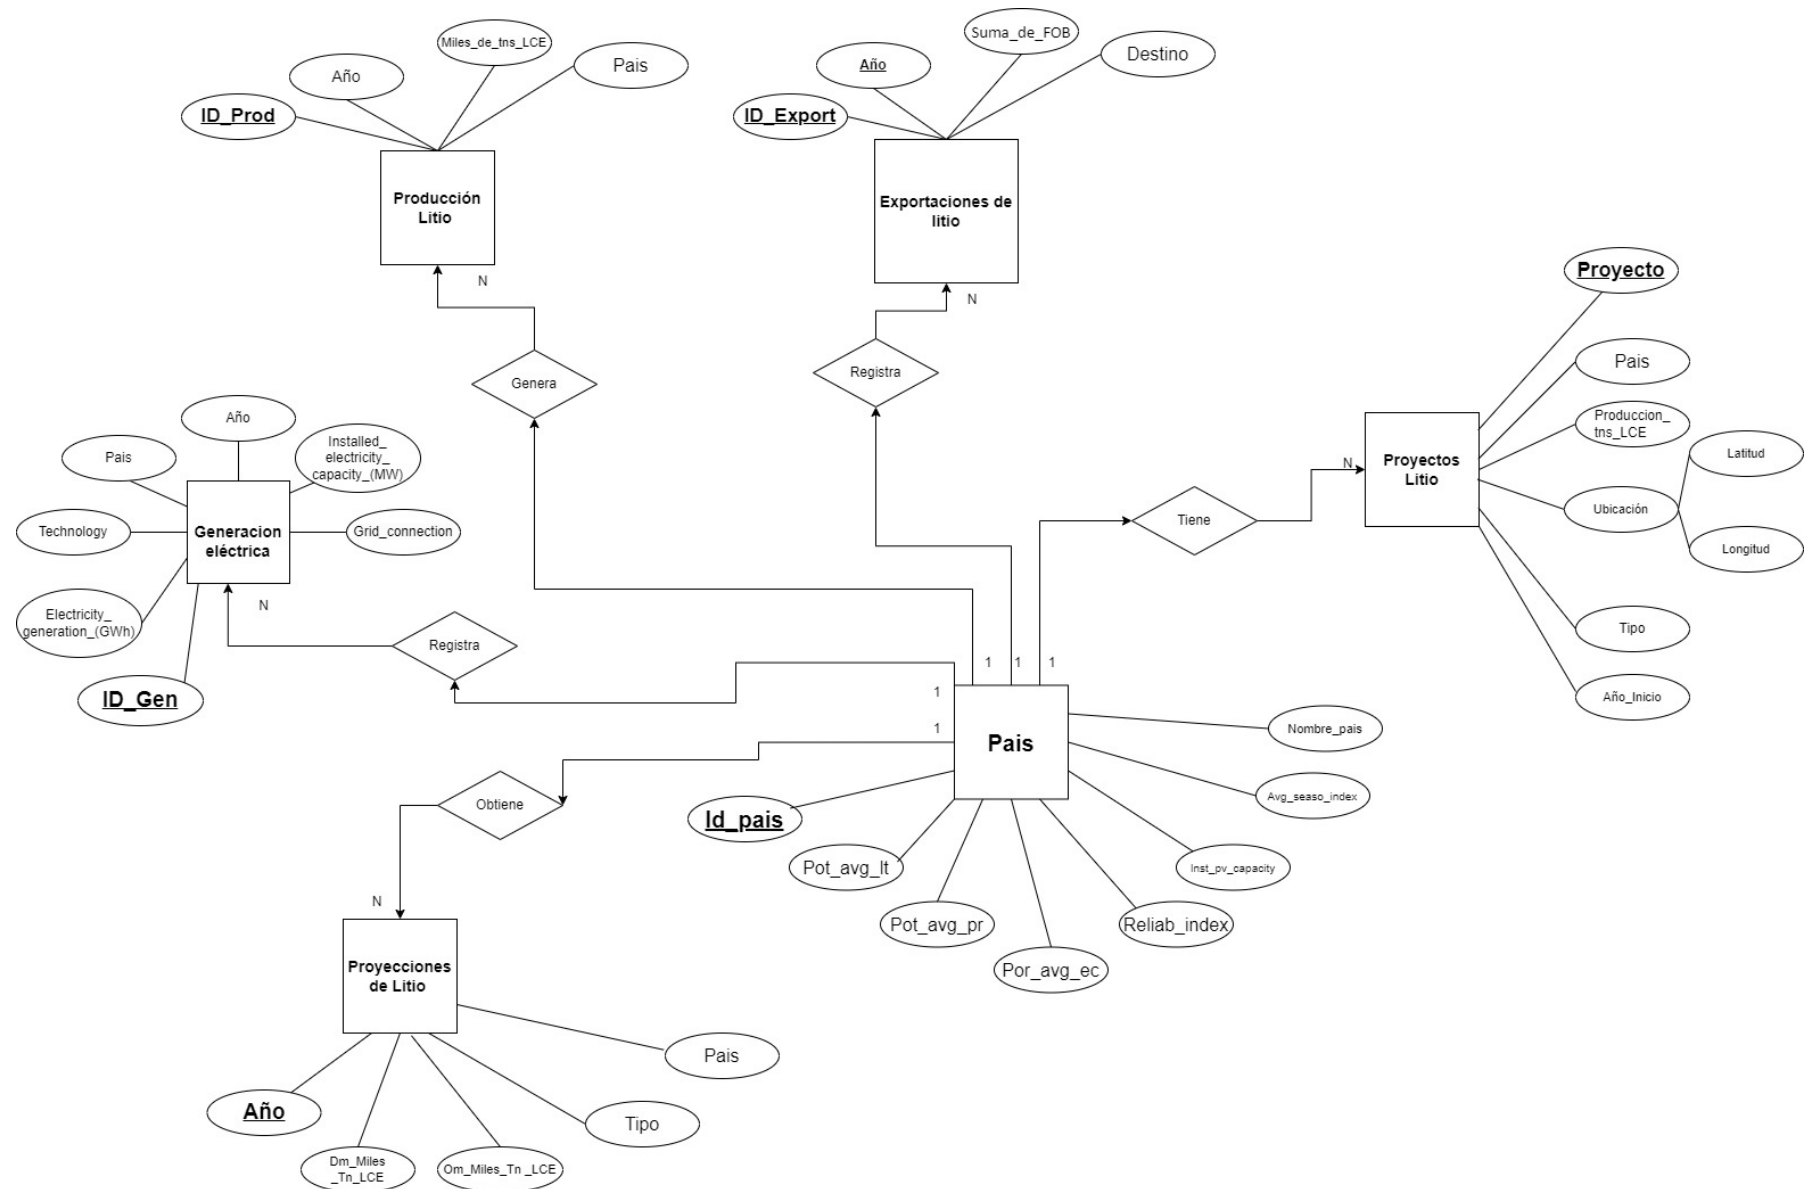 Miles_de_tns_LCE
Año
Pais
ID_Prod
Producción
Litio
N
Suma_de_FOB
Año
Destino
ID_Export
Exportaciones de
litio
N
Genera
Registra
Proyecto
Pais
Produccion_
tns_LCE
Latitud
Ubicación
Longitud
Tipo
Año_Inicio
Proyectos
Litio
N
Tiene
Año
Pais
Installed_
electricity_
capacity_(MW)
Technology
Grid_connection
Generacion
eléctrica
Electricity_
generation_(GWh)
ID_Gen
N
Registra
1
1
1
1
1
Pais
Nombre_pais
Avg_seaso_index
Inst_pv_capacity
Reliab_index
Por_avg_ec
Pot_avg_pr
Pot_avg_lt
Id_pais
Obtiene
N
Proyecciones
de Litio
Pais
Año
Tipo
Dm_Miles
_Tn_LCE
Om_Miles_Tn _LCE